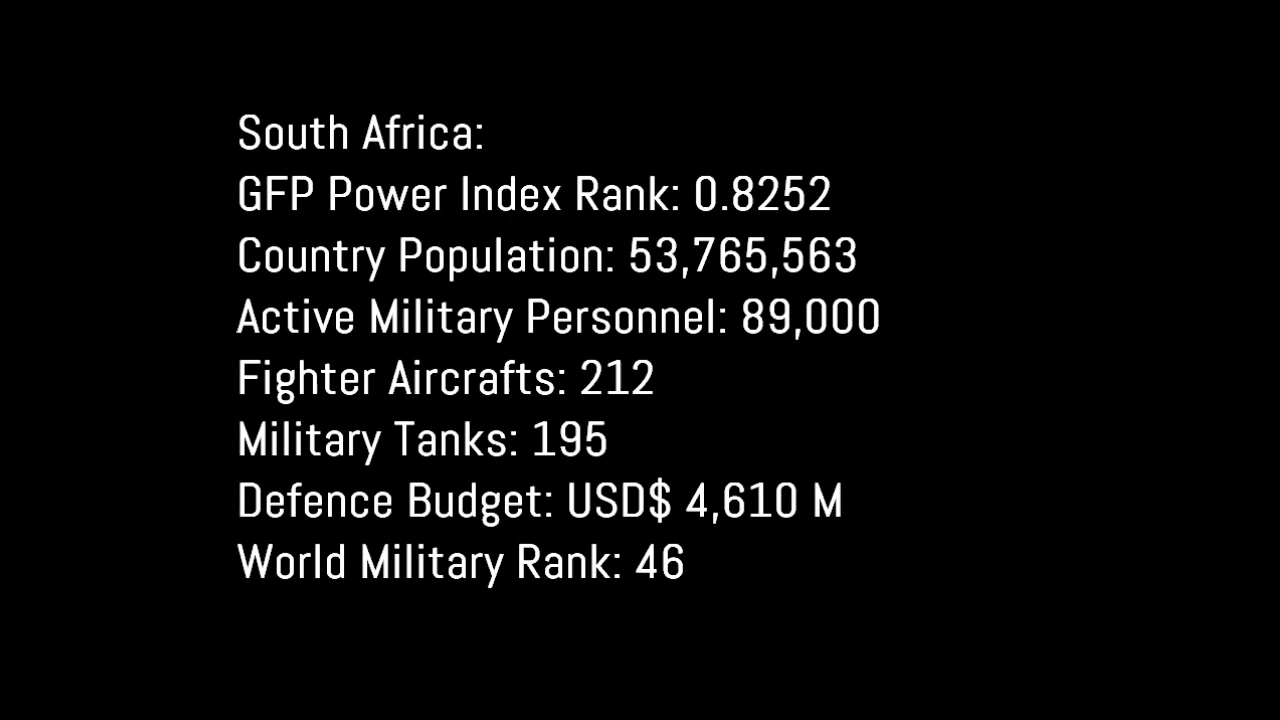 South Africa:
GFP Power Index Rank: 0.8252
Country Population: 53,765,563
Active Military Personnel: 89,000
Fighter Aircrafts: 212
Military Tanks: 195
Defence Budget: USD$ 4,610 M
World Military Rank: 46